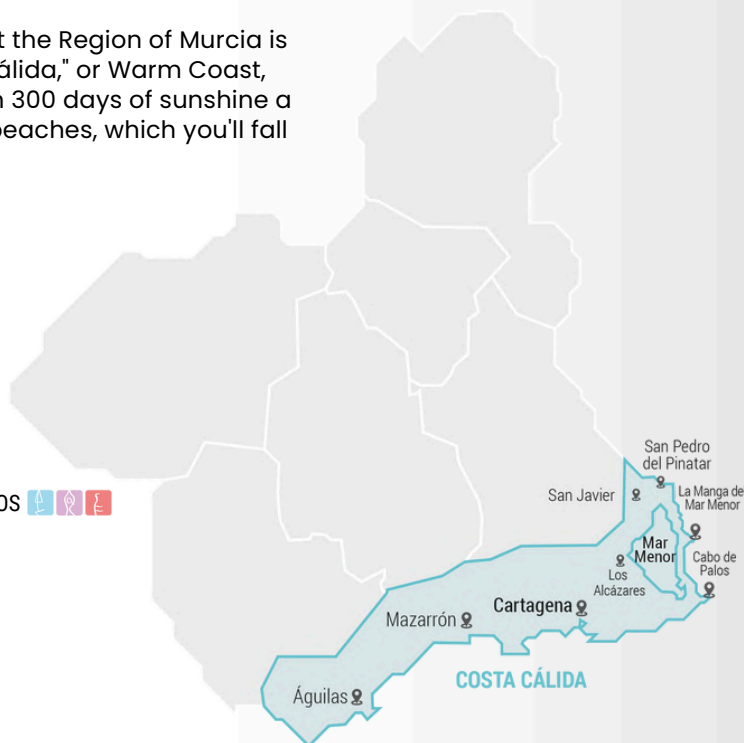 t the Region of Murcia is
álida," or Warm Coast,
n 300 days of sunshine a
beaches, which you'll fall
OS
San Pedro
del Pinatar
San Javier
La Manga del
Mar Menor
Mar
Menor
Cabo de
Palos
Los
Alcázares
Cartagena
Mazarrón
COSTA CÁLIDA
Águilas